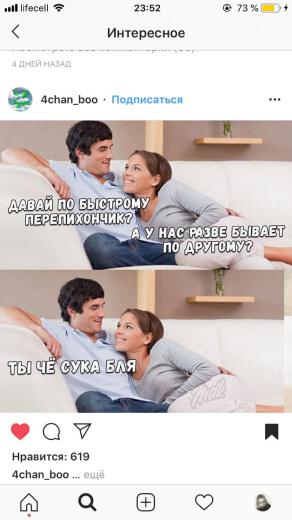 lifecell
23:52
73 %
Интересное
4 ДНЕЙ НАЗАД
4chan_boo • Подписаться
ДАВАЙ ПО БЫСТРОМУ
ПЕРЕПИХОНЧИК?
А У НАС РАЗВЕ БЫВАЕТ
ПО ДРУГОМУ?
ТЫ ЧЁ СУКА БЛЯ
mdk
Нравится: 619
4chan_boo ... ещё